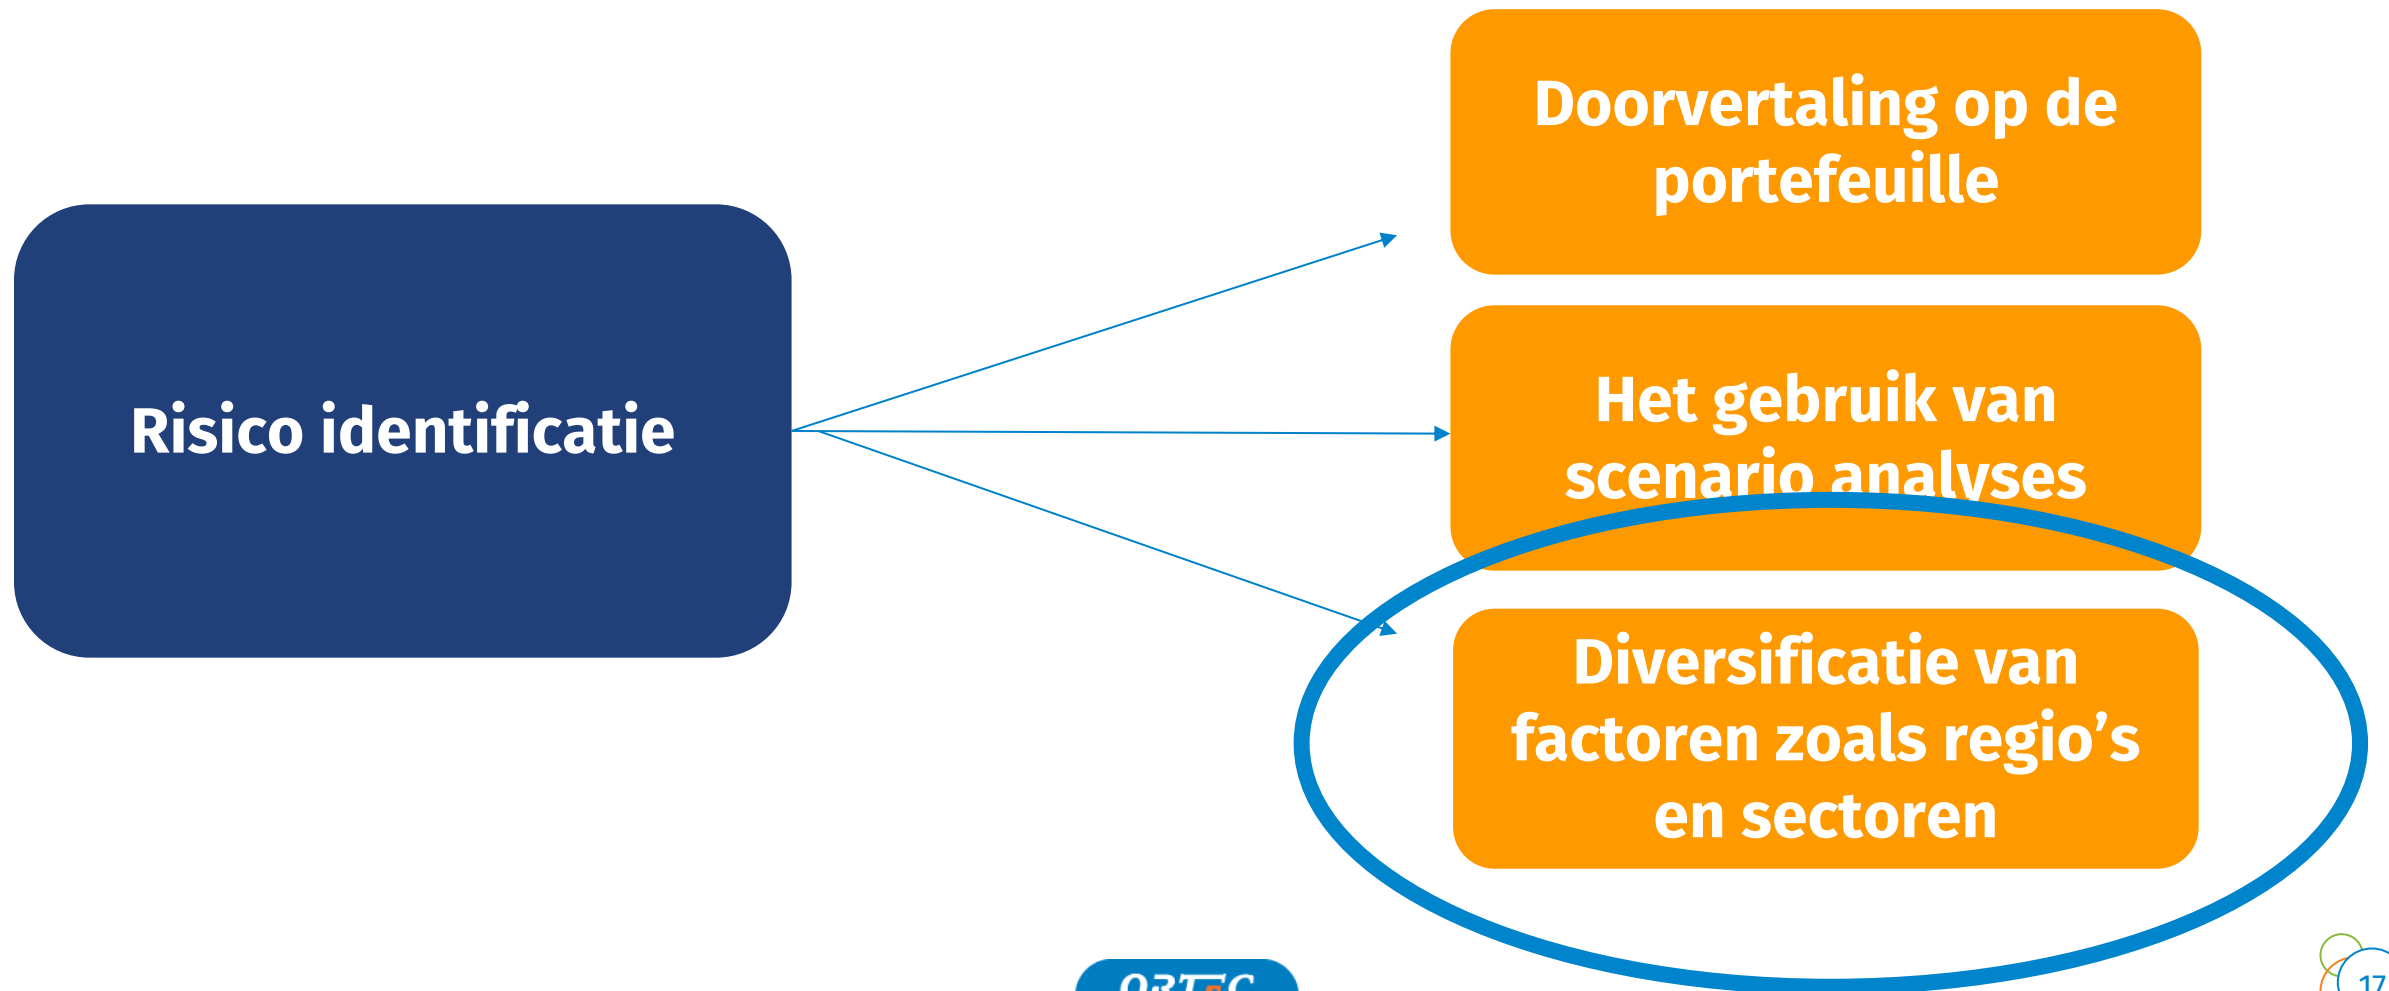 Risico identificatie
Doorvertaling op de
portefeuille
Het gebruik van
scenario analyses
Diversificatie van
factoren zoals regio’s
en sectoren
ORTEC
17